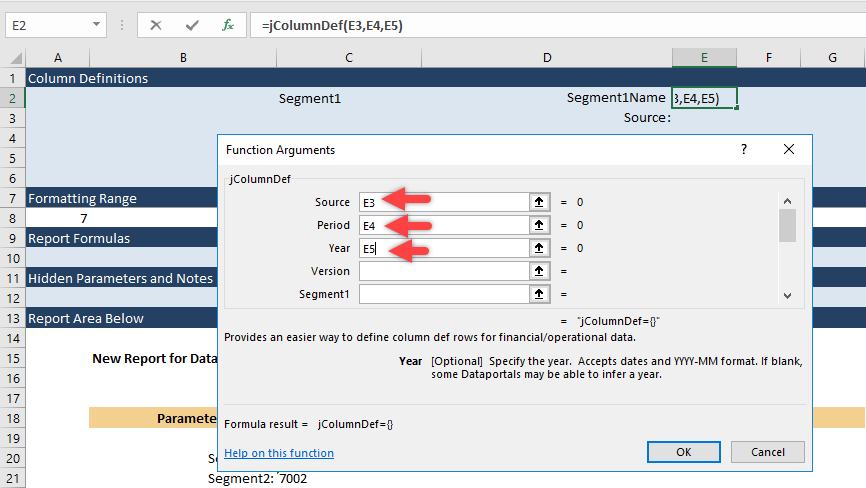 E2
fx
=jColumnDef(E3,E4,E5)
A B C D E F G
1 Column Definitions
2 Segment1 Segment1Name 3,E4,E5)
3 Source:
4
5
6
7 Formatting Range
8 7
9 Report Formulas
10
11 Hidden Parameters and Notes
12
13 Report Area Below
14
15 New Report for Data
16
17
18 Paramete
19
20 Se
21 Segment2: '7002
Function Arguments
?
jColumnDef
Source E3 = 0
Period E4 = 0
Year E5 = 0
Version =
Segment1 =
= "jColumnDef={}"
Provides an easier way to define column def rows for financial/operational data.
Year [Optional] Specify the year. Accepts dates and YYYY-MM format. If blank,
some Dataportals may be able to infer a year.
Formula result = jColumnDef={}
Help on this function
OK
Cancel